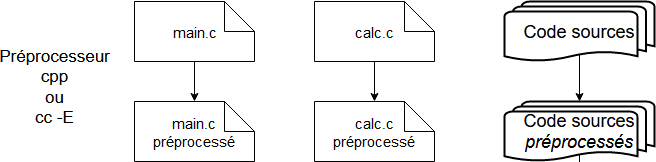 Préprocesseur
cpp
ou
cc -E
main.c
calc.c
Code sources
main.c
préprocessé
calc.c
préprocessé
Code sources
préprocessés